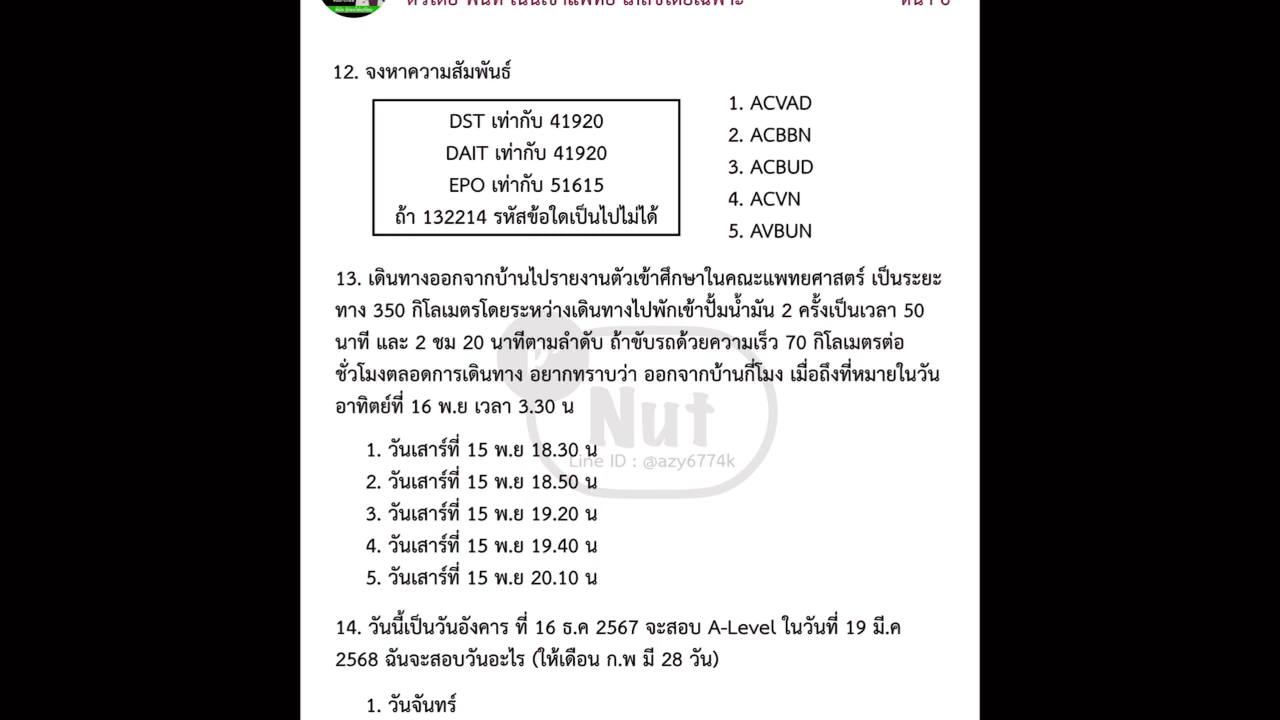 12. จงหาความสัมพันธ์
DST เท่ากับ 41920
DAIT เท่ากับ 41920
EPO เท่ากับ 51615
ถ้า 132214 รหัสข้อใดเป็นไปไม่ได้
1. ACVAD
2. ACBBN
3. ACBUD
4. ACVN
5. AVBUN
13. เดินทางออกจากบ้านไปรายงานตัวเข้าศึกษาในคณะแพทยศาสตร์ เป็นระยะ
ทาง 350 กิโลเมตรโดยระหว่างเดินทางไปพักเข้าปั้มน้ำมัน 2 ครั้งเป็นเวลา 50
นาที และ 2 ชม 20 นาทีตามลำดับ ถ้าขับรถด้วยความเร็ว 70 กิโลเมตรต่อ
ชั่วโมงตลอดการเดินทาง อยากทราบว่า ออกจากบ้านกี่โมง เมื่อถึงที่หมายในวัน
อาทิตย์ที่ 16 พ.ย เวลา 3.30 น
Nut
Line ID : @azy6774k
1. วันเสาร์ที่ 15 พ.ย 18.30 น
2. วันเสาร์ที่ 15 พ.ย 18.50 น
3. วันเสาร์ที่ 15 พ.ย 19.20 น
4. วันเสาร์ที่ 15 พ.ย 19.40 น
5. วันเสาร์ที่ 15 พ.ย 20.10 น
14. วันนี้เป็นวันอังคาร ที่ 16 ธ.ค 2567 จะสอบ A-Level ในวันที่ 19 มี.ค
2568 ฉันจะสอบวันอะไร (ให้เดือน ก.พ มี 28 วัน)
1. วันจันทร์